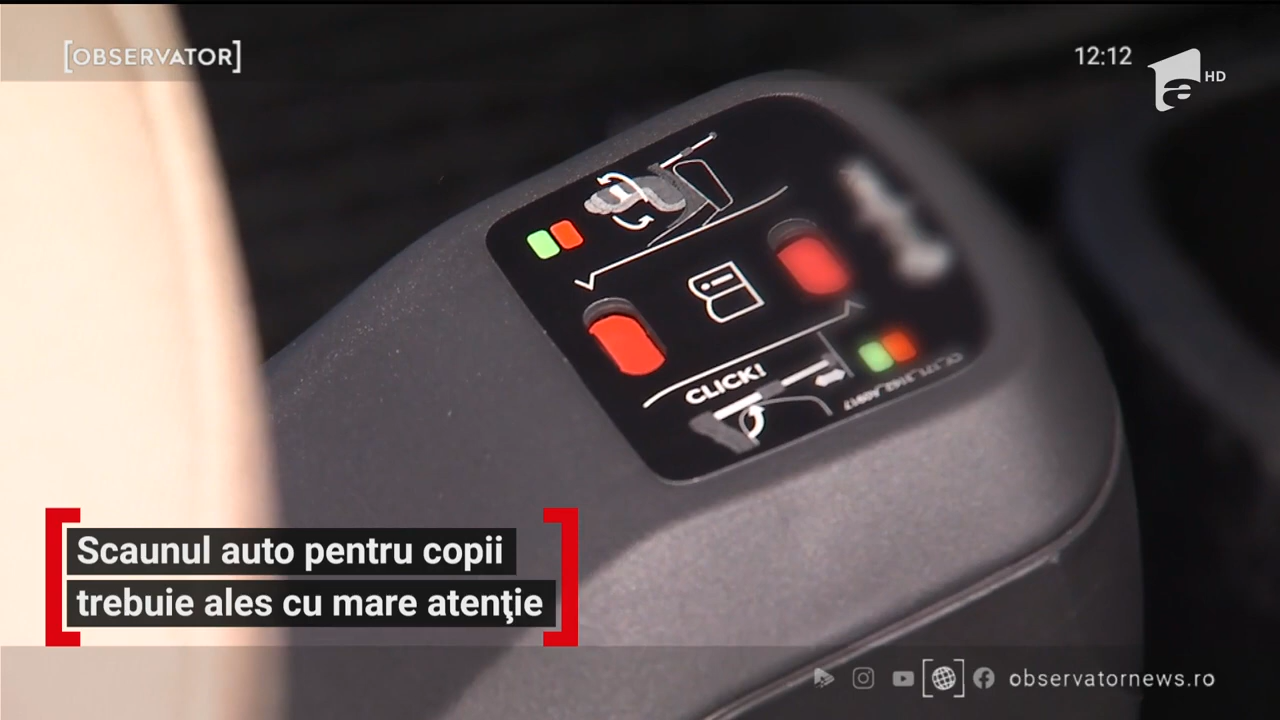 [OBSERVATOR]
12:12
a HD
CLICK!
Scaunul auto pentru copii
trebuie ales cu mare atenţie
observatornews.ro